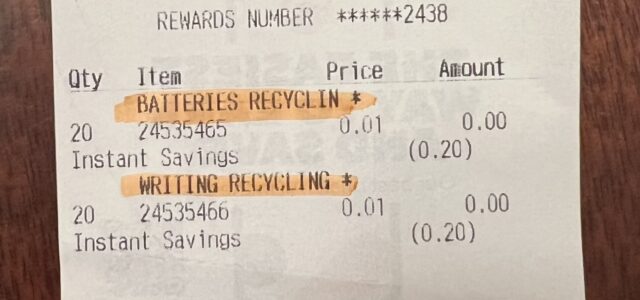 REWARDS NUMBER ******2438
Qty Item Price Amount
BATTERIES RECYCLIN *
20 24535465 0.01 0.00
Instant Savings (0.20)
WRITING RECYCLING *
20 24535466 0.01 0.00
Instant Savings (0.20)